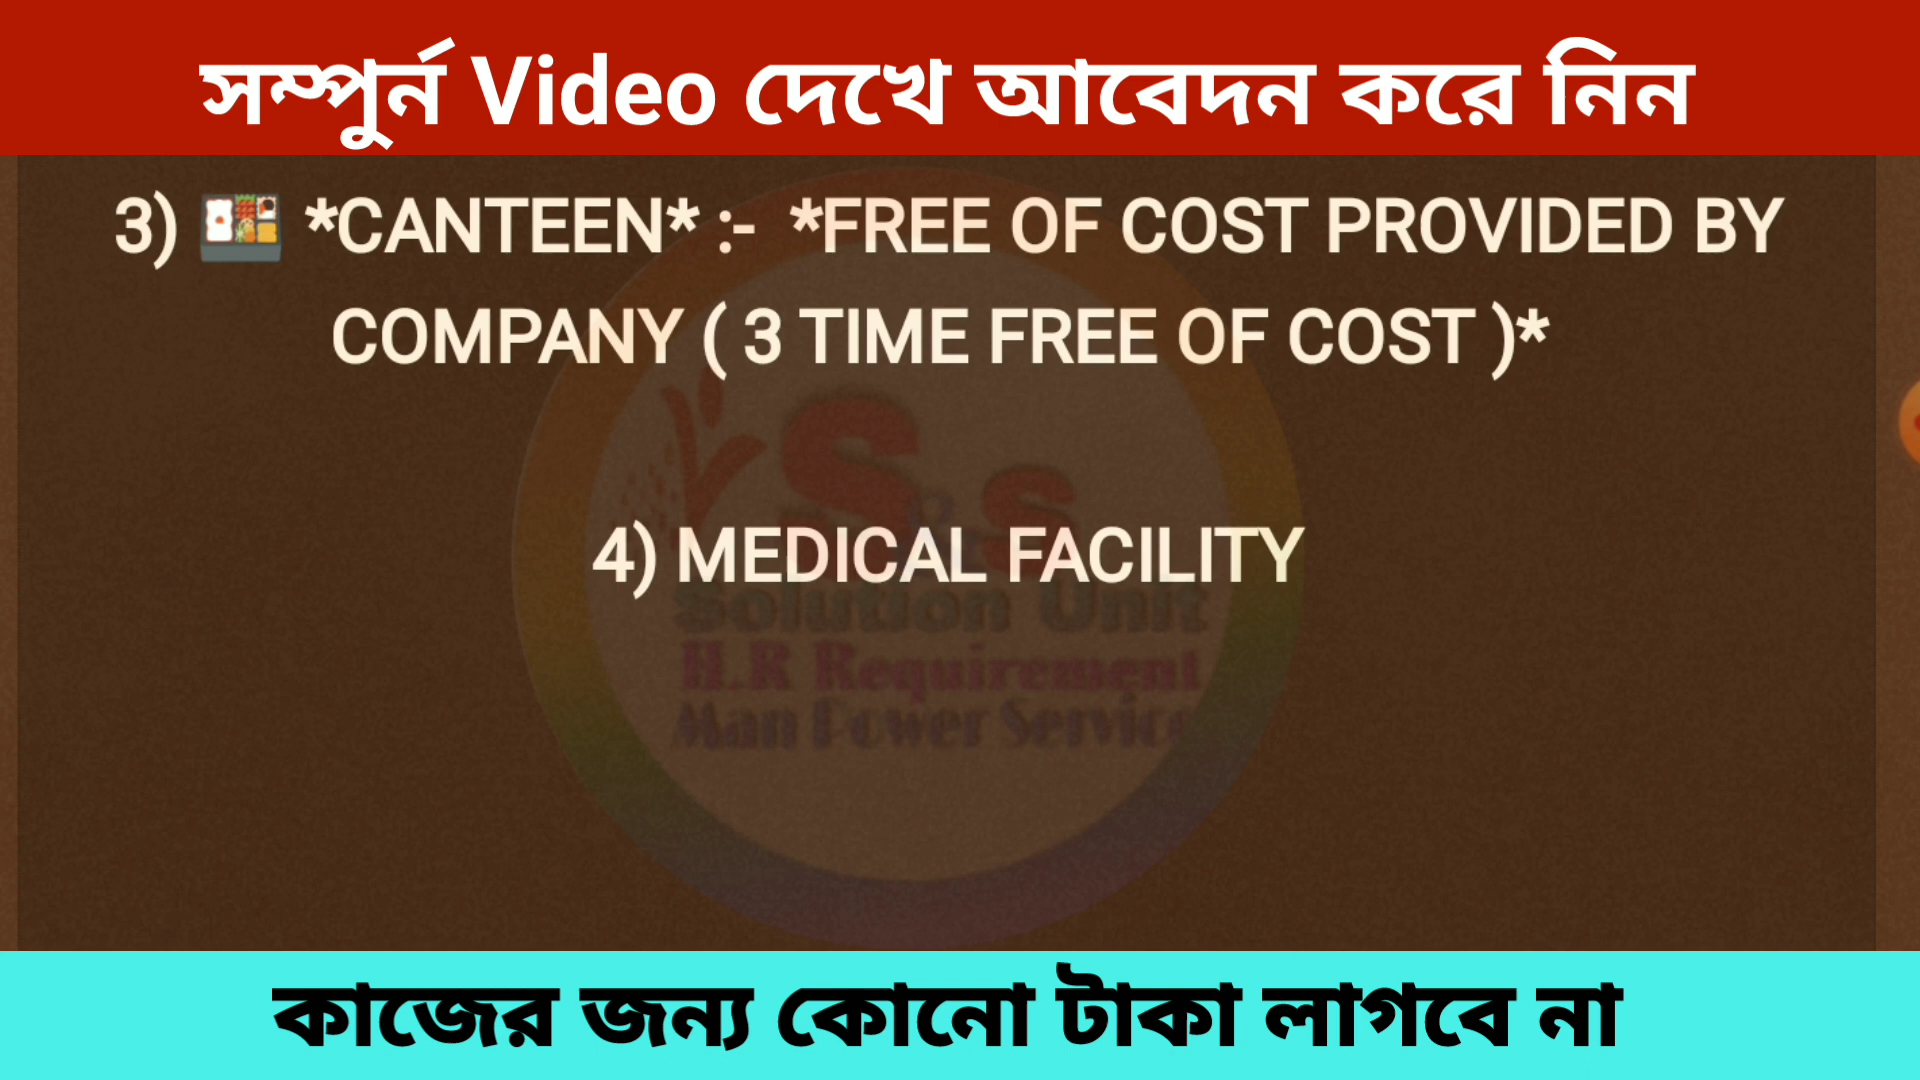 সম্পুর্ন Video দেখে আবেদন করে নিন
3) 🍱 *CANTEEN* :- *FREE OF COST PROVIDED BY
COMPANY ( 3 TIME FREE OF COST )*
S & S
4) MEDICAL FACILITY
Solution Unit
H.R Requirement
Man Power Service
কাজের জন্য কোনো টাকা লাগবে না